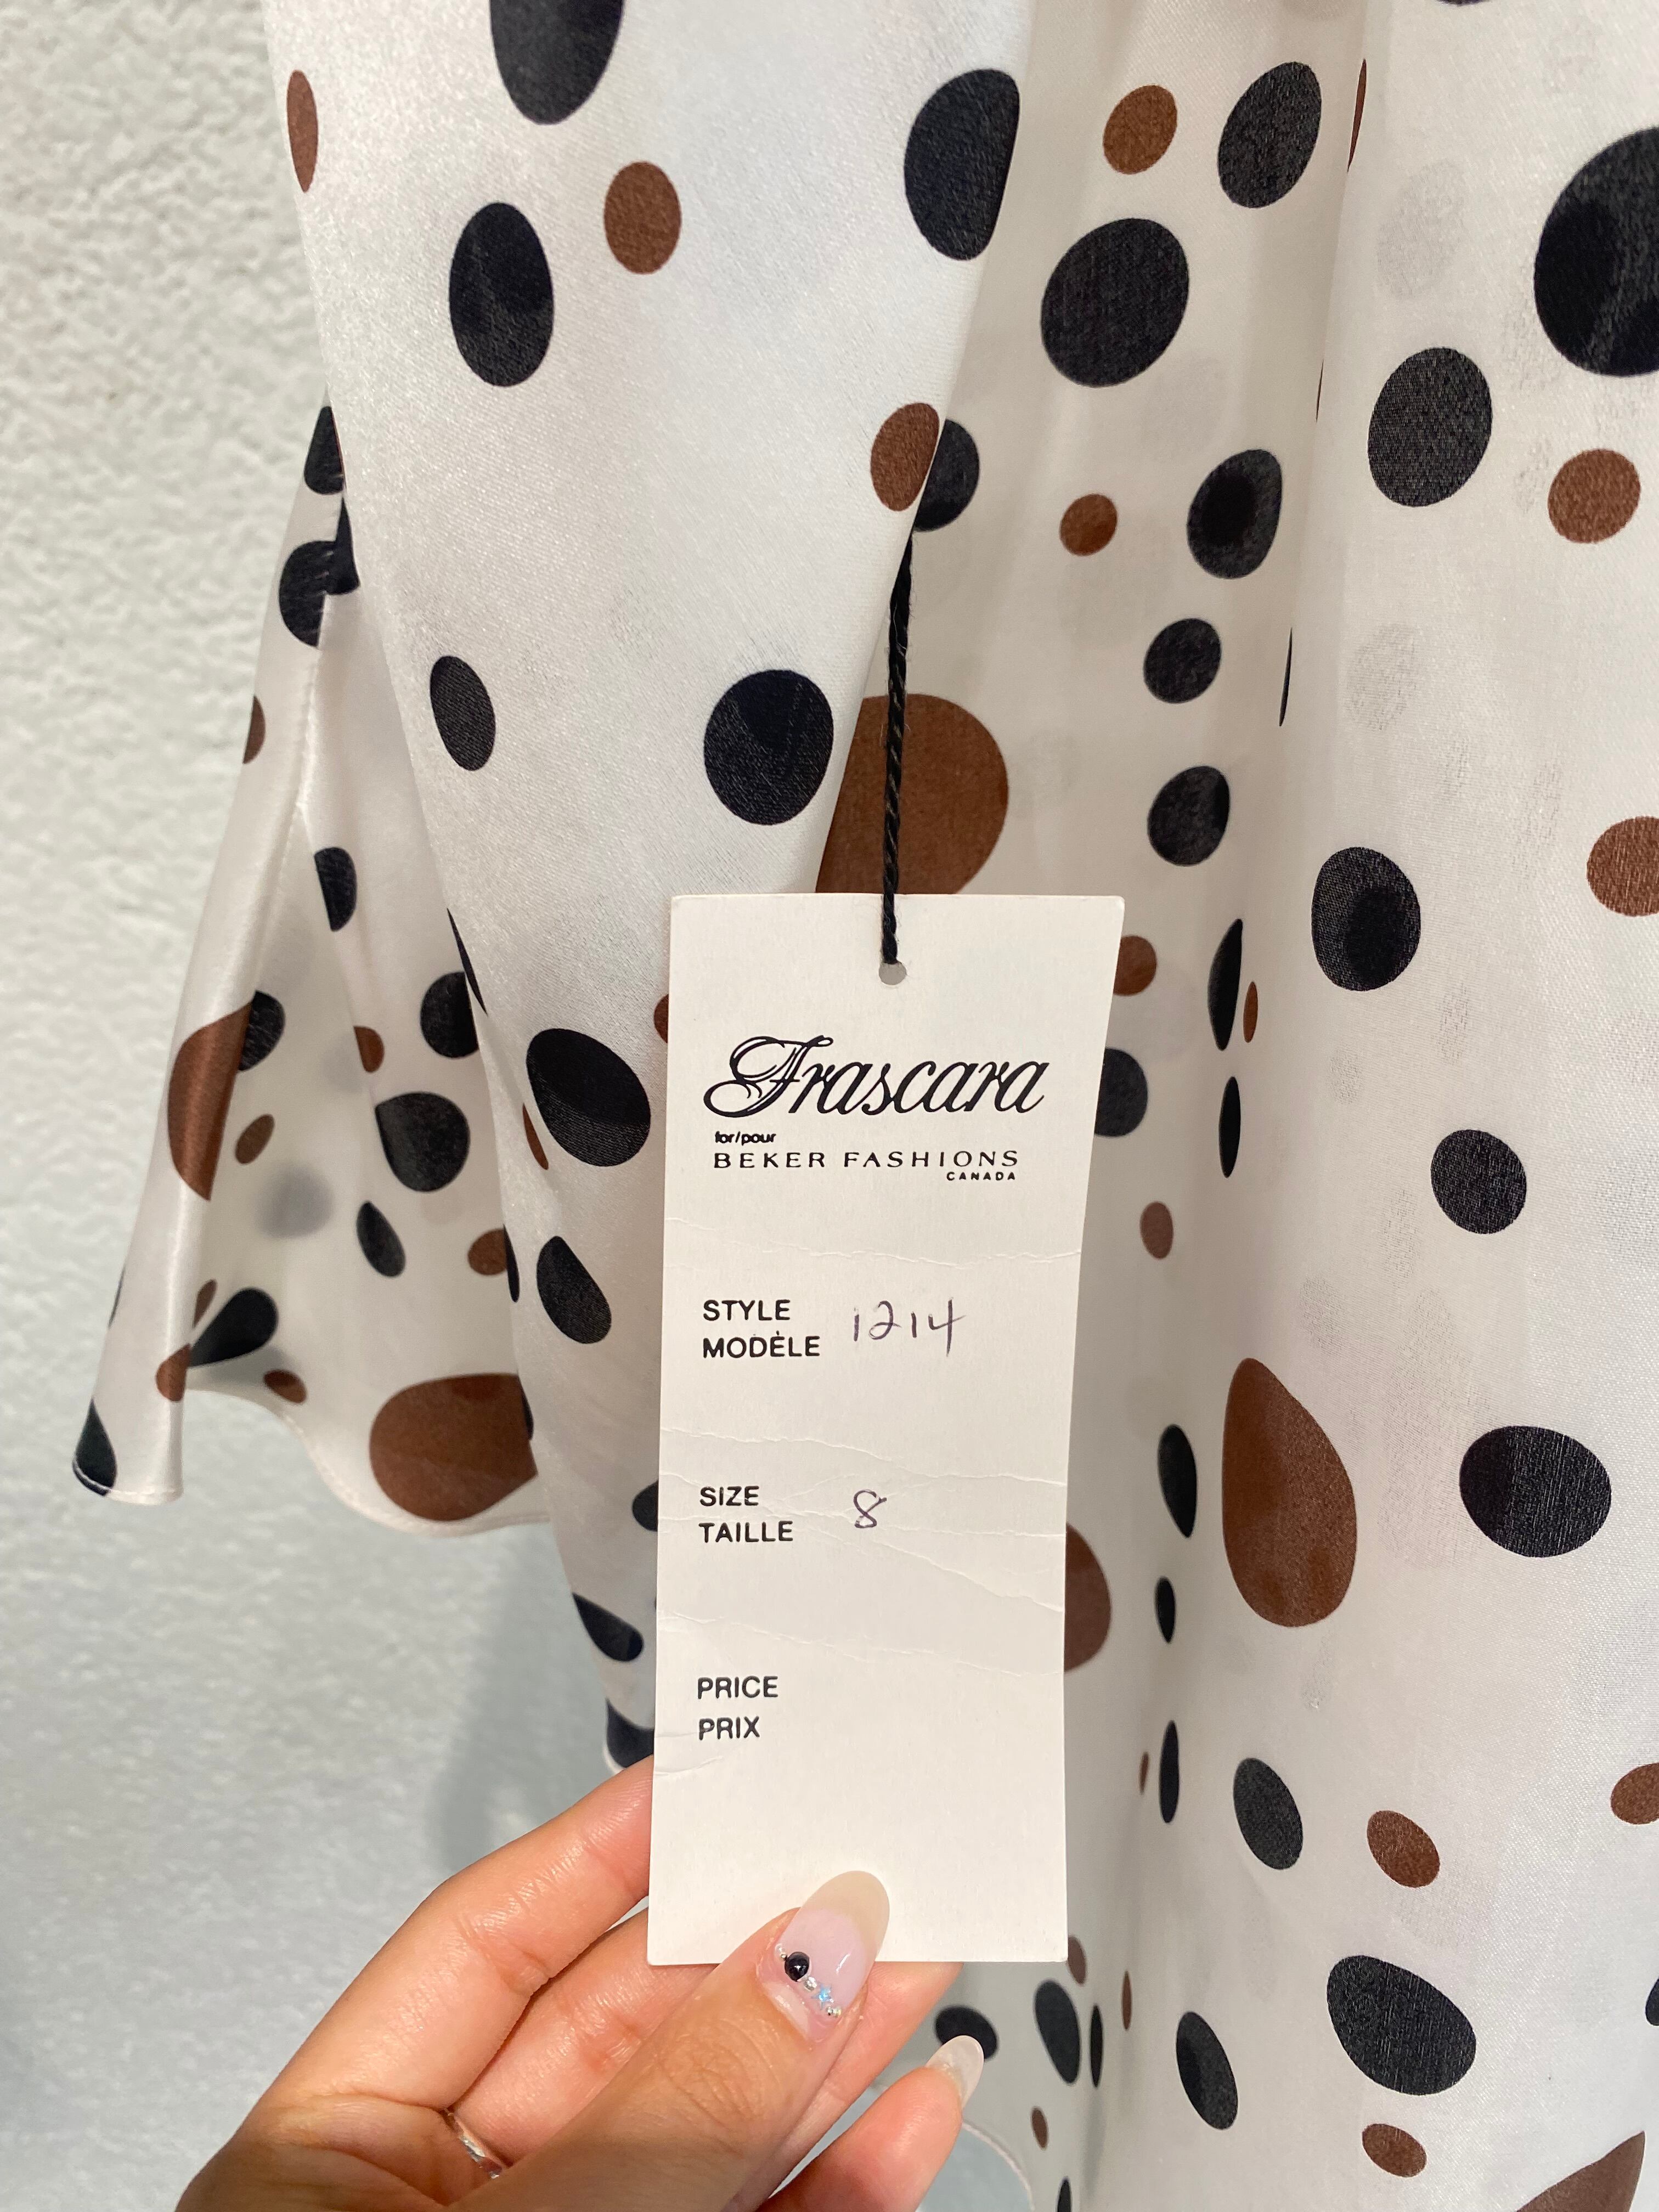 Frascara
for/pour
BEKER FASHIONS
CANADA
STYLE 1214
MODÈLE
SIZE 8
TAILLE
PRICE
PRIX